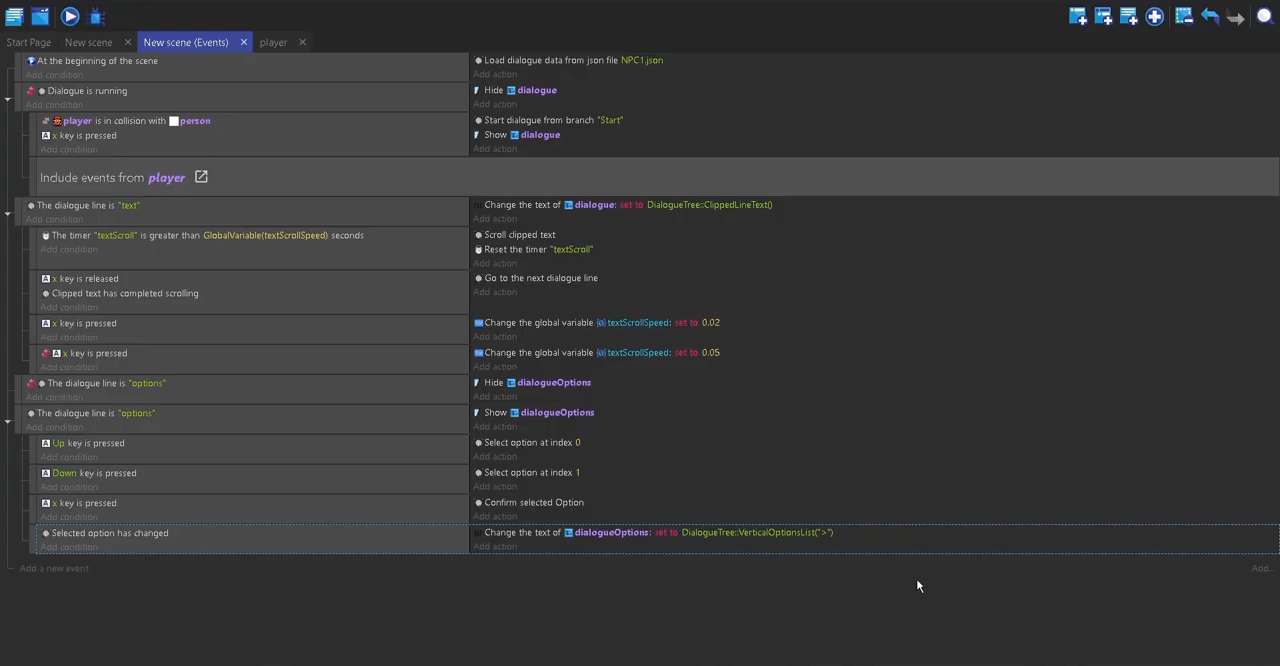 Start Page New scene New scene (Events) player
At the beginning of the scene Load dialogue data from json file NPC1.json
Add condition Add action
Dialogue is running Hide dialogue
Add condition Add action
player is in collision with person Start dialogue from branch "Start"
x key is pressed Show dialogue
Add condition Add action
Include events from player
The dialogue line is "text" Change the text of dialogue: set to DialogueTree::ClippedLineText()
Add condition Add action
The timer "textScroll" is greater than GlobalVariable(textScrollSpeed) seconds Scroll clipped text
Add condition Reset the timer "textScroll"
Add action
x key is released Go to the next dialogue line
Clipped text has completed scrolling Add action
Add condition
x key is pressed Change the global variable textScrollSpeed: set to 0.02
Add condition Add action
x key is pressed Change the global variable textScrollSpeed: set to 0.05
Add condition Add action
The dialogue line is "options" Hide dialogueOptions
Add condition Add action
The dialogue line is "options" Show dialogueOptions
Add condition Add action
Up key is pressed Select option at index 0
Add condition Add action
Down key is pressed Select option at index 1
Add condition Add action
x key is pressed Confirm selected Option
Add condition Add action
Selected option has changed Change the text of dialogueOptions: set to DialogueTree::VerticalOptionsList(">")
Add condition Add action
Add a new event Add...